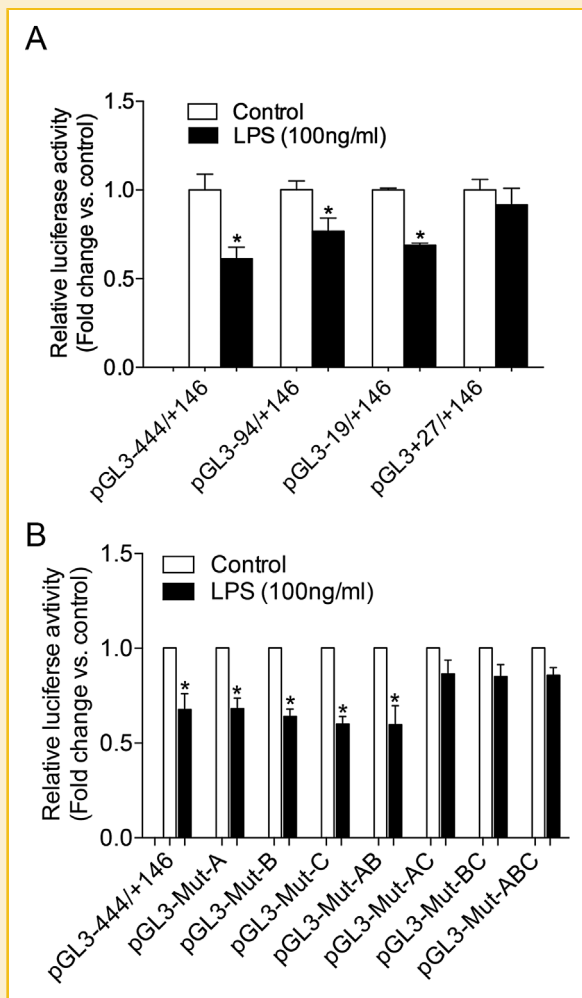 A
Relative luciferase activity
(Fold change vs. control)
1.5
1.0
0.5
0.0
Control
LPS (100ng/ml)
*
*
*
pGL3-444/+146
pGL3-94/+146
pGL3-19/+146
pGL3+27/+146
B
Relative luciferse avtivity
(Fold change vs. control)
1.5
1.0
0.5
0.0
Control
LPS (100ng/ml)
*
*
*
*
*
pGL3-444/+146
pGL3-Mut-A
pGL3-Mut-B
pGL3-Mut-C
pGL3-Mut-AB
pGL3-Mut-AC
pGL3-Mut-BC
pGL3-Mut-ABC